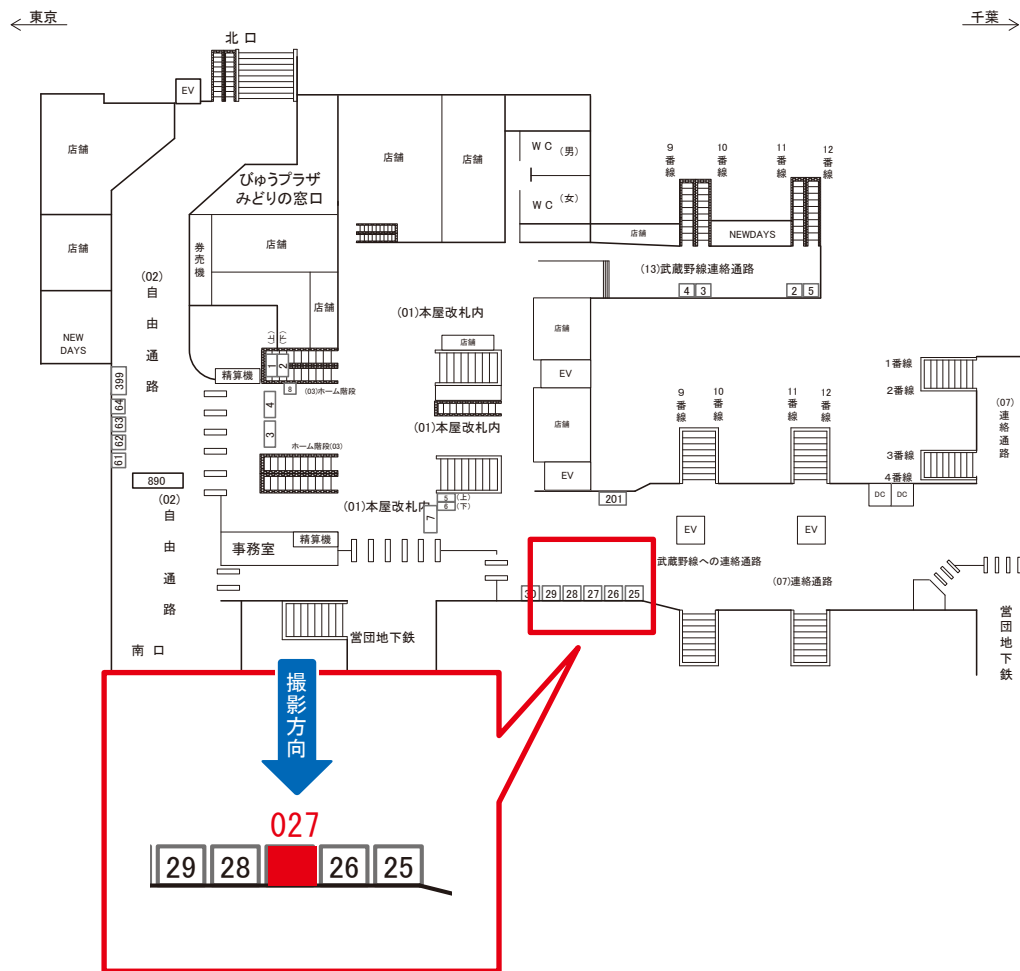 東京
千葉
北口
EV
店舗
店舗
NEW
DAYS
(02)
自由通路
券売機
びゅうプラザ
みどりの窓口
店舗
店舗
店舗
店舗
WC(男)
WC(女)
店舗
9番線
10番線
11番線
12番線
NEWDAYS
(13)武蔵野線連絡通路
4
3
2
5
(01)本屋改札内
店舗
(上)
(下)
1
2
8
(03)ホーム階段
精算機
4
3
ホーム階段(03)
店舗
EV
店舗
EV
(01)本屋改札内
(01)本屋改札内
5
(上)
6
(下)
7
201
399
64
63
62
61
890
(02)
自由通路
南口
事務室
精算機
営団地下鉄
9番線
10番線
11番線
12番線
1番線
2番線
3番線
4番線
(07)
連絡通路
DC
DC
EV
EV
武蔵野線への連絡通路
(07)連絡通路
30
29
28
27
26
25
営団地下鉄
撮影方向
027
29
28
26
25